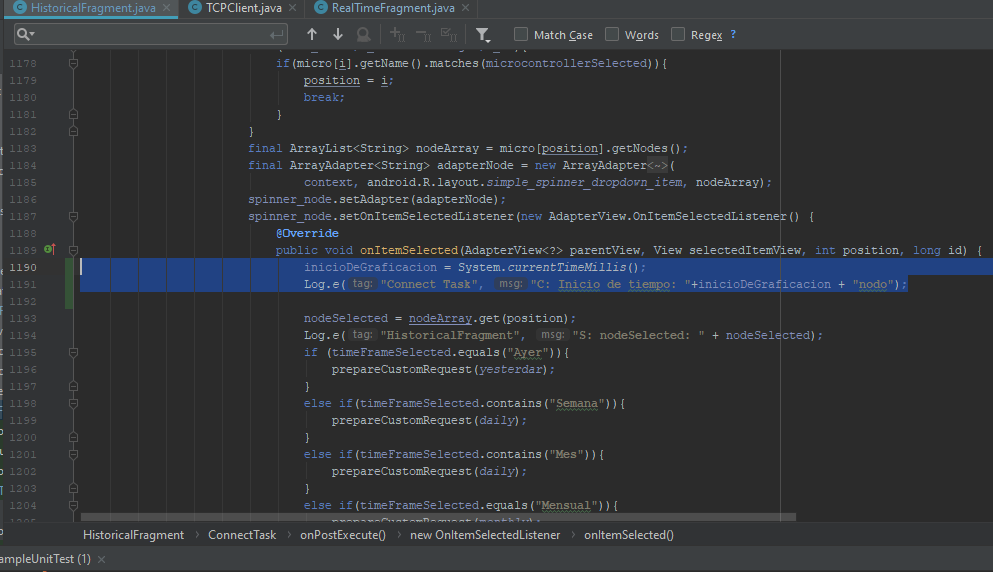 HistoricalFragment.java × TCPClient.java × RealTimeFragment.java ×
Match Case Words Regex ?
1178 if(micro[i].getName().matches(microcontrollerSelected)){
1179 position = i;
1180 break;
1181 }
1182 }
1183 final ArrayList<String> nodeArray = micro[position].getNodes();
1184 final ArrayAdapter<String> adapterNode = new ArrayAdapter<~>(
1185 context, android.R.layout.simple_spinner_dropdown_item, nodeArray);
1186 spinner_node.setAdapter(adapterNode);
1187 spinner_node.setOnItemSelectedListener(new AdapterView.OnItemSelectedListener() {
1188 @Override
1189 public void onItemSelected(AdapterView<?> parentView, View selectedItemView, int position, long id) {
1190 inicioDeGraficacion = System.currentTimeMillis();
1191 Log.e( tag: "Connect Task", msg: "C: Inicio de tiempo: "+inicioDeGraficacion + "nodo");
1192
1193 nodeSelected = nodeArray.get(position);
1194 Log.e( tag: "HistoricalFragment", msg: "S: nodeSelected: " + nodeSelected);
1195 if (timeFrameSelected.equals("Ayer")){
1196 prepareCustomRequest(yesterdar);
1197 }
1198 else if(timeFrameSelected.contains("Semana")){
1199 prepareCustomRequest(daily);
1200 }
1201 else if(timeFrameSelected.contains("Mes")){
1202 prepareCustomRequest(daily);
1203 }
1204 else if(timeFrameSelected.equals("Mensual")){
1205 prepareCustomRequest(monthly);
HistoricalFragment › ConnectTask › onPostExecute() › new OnItemSelectedListener › onItemSelected()
ampleUnitTest (1) ×